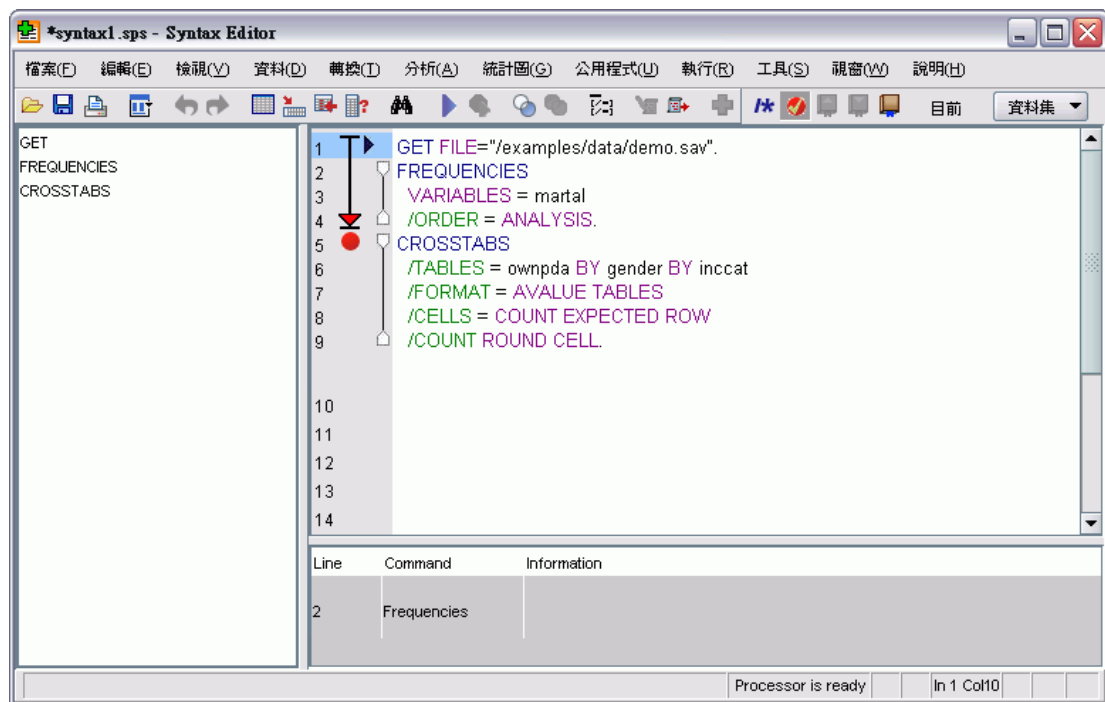 *syntax1.sps - Syntax Editor
檔案(F) 編輯(E) 檢視(V) 資料(D) 轉換(T) 分析(A) 統計圖(G) 公用程式(U) 執行(R) 工具(S) 視窗(W) 說明(H)
目前 資料集
GET
FREQUENCIES
CROSSTABS
1 GET FILE="/examples/data/demo.sav".
2 FREQUENCIES
3 VARIABLES = martal
4 /ORDER = ANALYSIS.
5 CROSSTABS
6 /TABLES = ownpda BY gender BY inccat
7 /FORMAT = AVALUE TABLES
8 /CELLS = COUNT EXPECTED ROW
9 /COUNT ROUND CELL.
10
11
12
13
14
Line Command Information
2 Frequencies
Processor is ready In 1 Col10